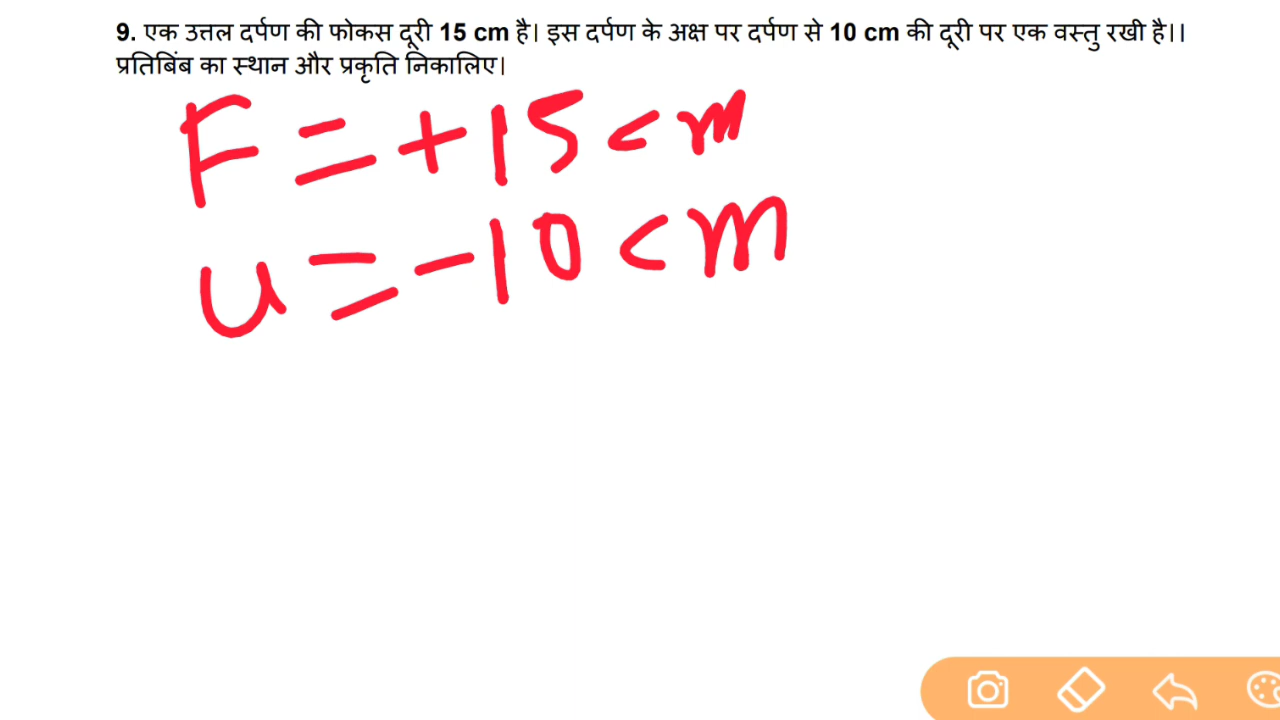 9. एक उत्तल दर्पण की फोकस दूरी 15 cm है। इस दर्पण के अक्ष पर दर्पण से 10 cm की दूरी पर एक वस्तु रखी है।।
प्रतिबिंब का स्थान और प्रकृति निकालिए।
F = +15 cm
u = -10 cm